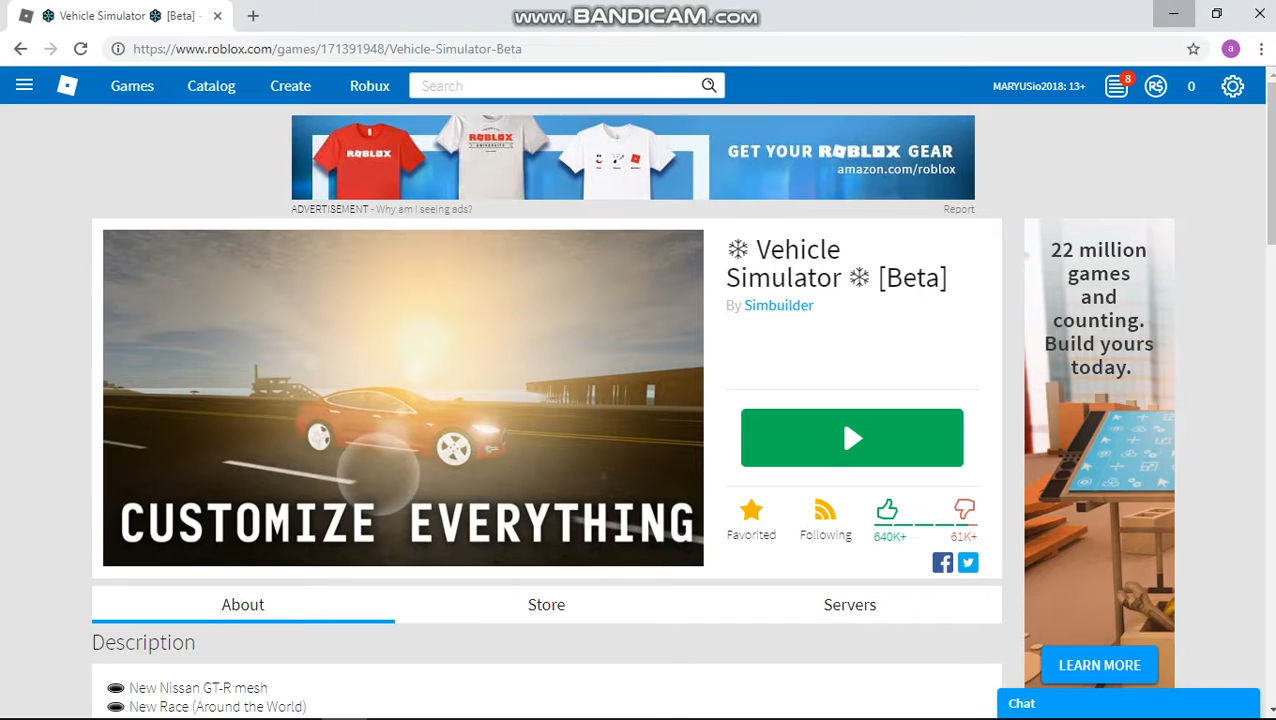 www.BANDICAM.com
Vehicle Simulator ❄ [Beta] -
https://www.roblox.com/games/171391948/Vehicle-Simulator-Beta
a
Games
Catalog
Create
Robux
Search
MARYUSio2018: 13+
8
R$
0
ROBLOX
ROBLOX
UNIVERSITY
GET YOUR ROBLOX GEAR
amazon.com/roblox
ADVERTISEMENT - Why am I seeing ads?
Report
❄ Vehicle
Simulator ❄ [Beta]
By Simbuilder
CUSTOMIZE EVERYTHING
Favorited
Following
640K+
61K+
22 million
games
and
counting.
Build yours
today.
LEARN MORE
About
Store
Servers
Description
New Nissan GT-R mesh
New Race (Around the World)
Chat